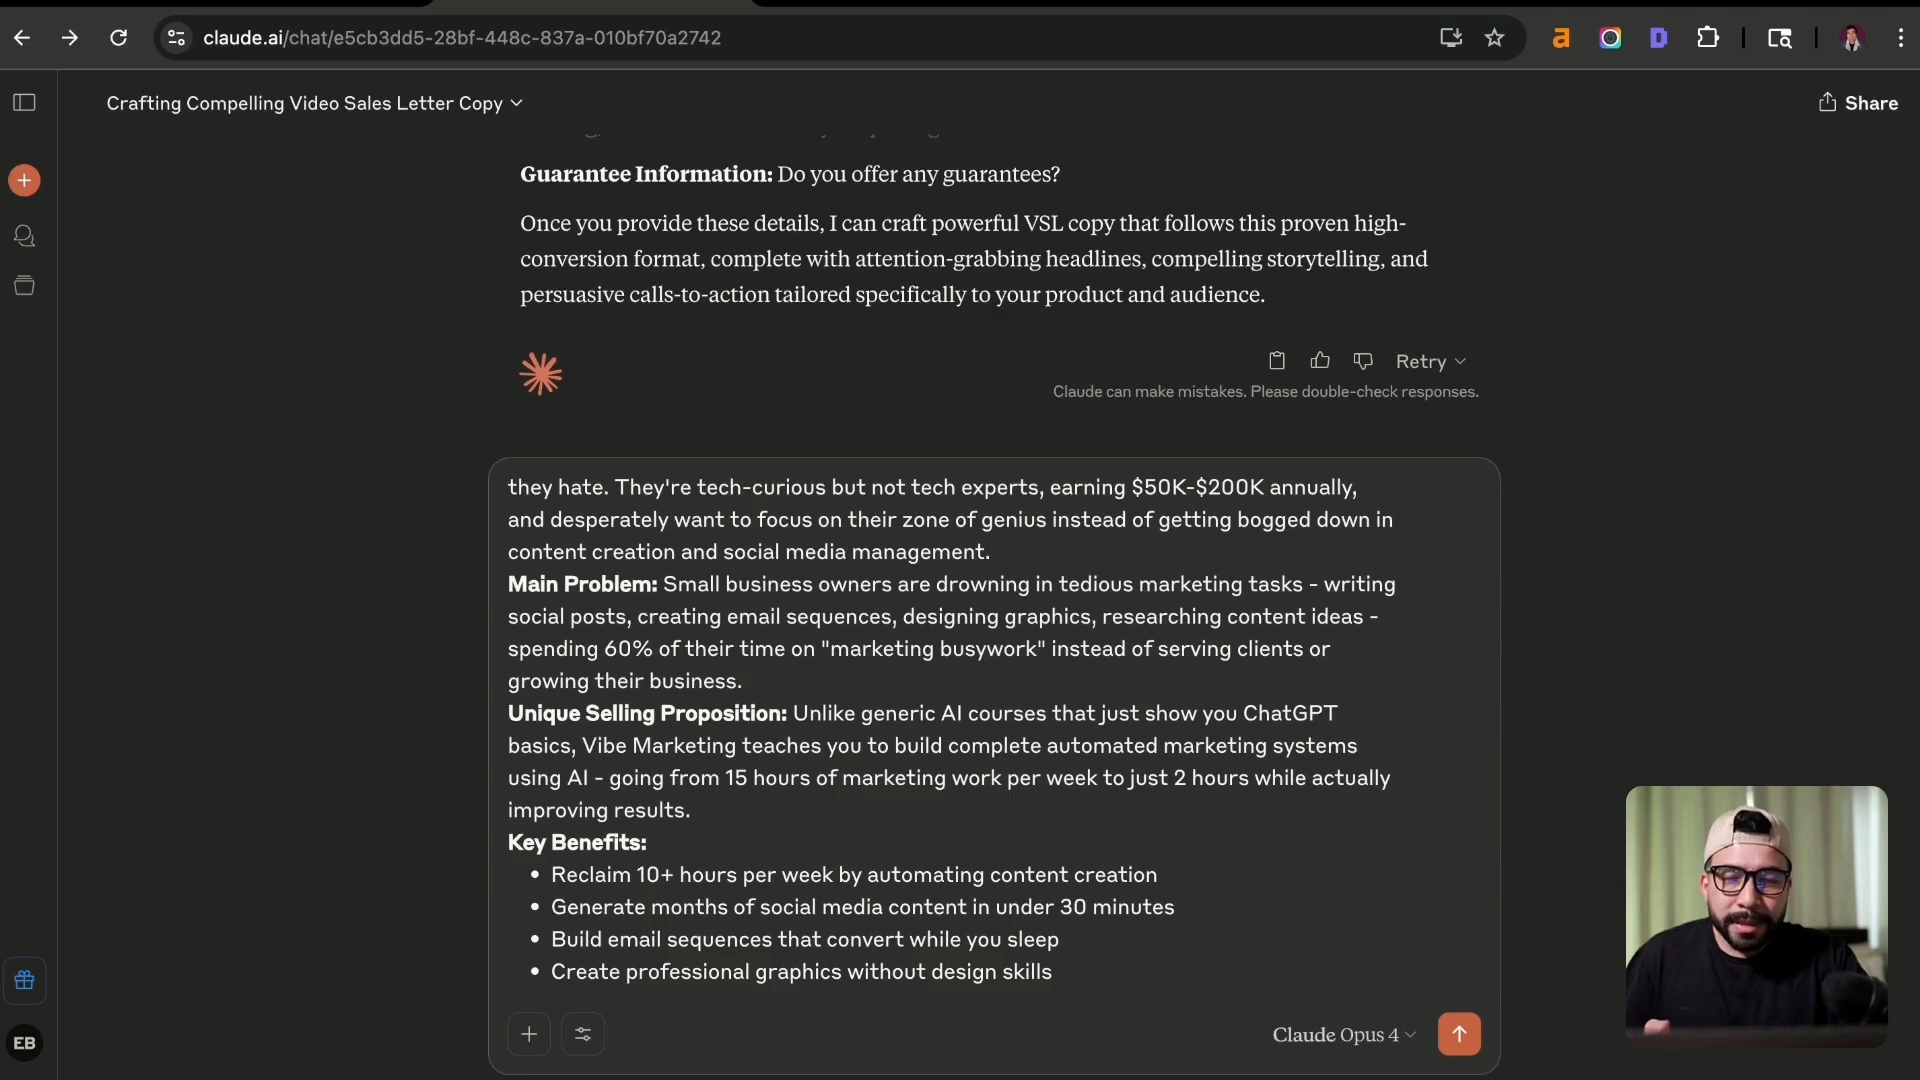 claude.ai/chat/e5cb3dd5-28bf-448c-837a-010bf70a2742
Crafting Compelling Video Sales Letter Copy
Share
Guarantee Information: Do you offer any guarantees?
Once you provide these details, I can craft powerful VSL copy that follows this proven high-
conversion format, complete with attention-grabbing headlines, compelling storytelling, and
persuasive calls-to-action tailored specifically to your product and audience.
Retry
Claude can make mistakes. Please double-check responses.
they hate. They're tech-curious but not tech experts, earning $50K-$200K annually,
and desperately want to focus on their zone of genius instead of getting bogged down in
content creation and social media management.
Main Problem: Small business owners are drowning in tedious marketing tasks - writing
social posts, creating email sequences, designing graphics, researching content ideas -
spending 60% of their time on "marketing busywork" instead of serving clients or
growing their business.
Unique Selling Proposition: Unlike generic AI courses that just show you ChatGPT
basics, Vibe Marketing teaches you to build complete automated marketing systems
using AI - going from 15 hours of marketing work per week to just 2 hours while actually
improving results.
Key Benefits:
• Reclaim 10+ hours per week by automating content creation
• Generate months of social media content in under 30 minutes
• Build email sequences that convert while you sleep
• Create professional graphics without design skills
Claude Opus 4
EB